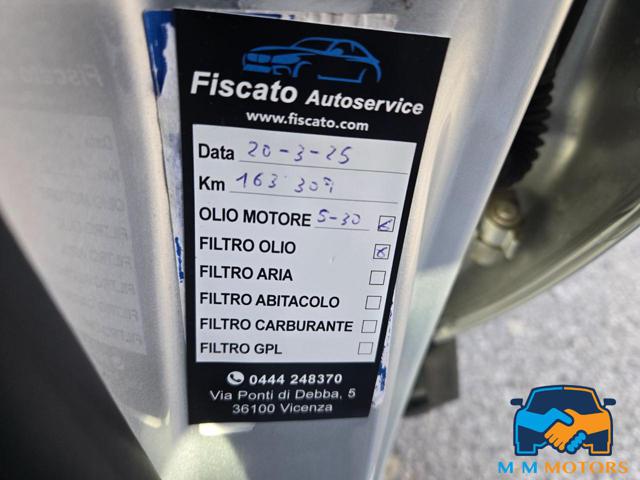 Fiscato Autoservice
www.fiscato.com
Data 20-3-25
Km 163 307
OLIO MOTORE 5-30
FILTRO OLIO
FILTRO ARIA
FILTRO ABITACOLO
FILTRO CARBURANTE
FILTRO GPL
0444 248370
Via Ponti di Debba, 5
36100 Vicenza
M M MOTORS